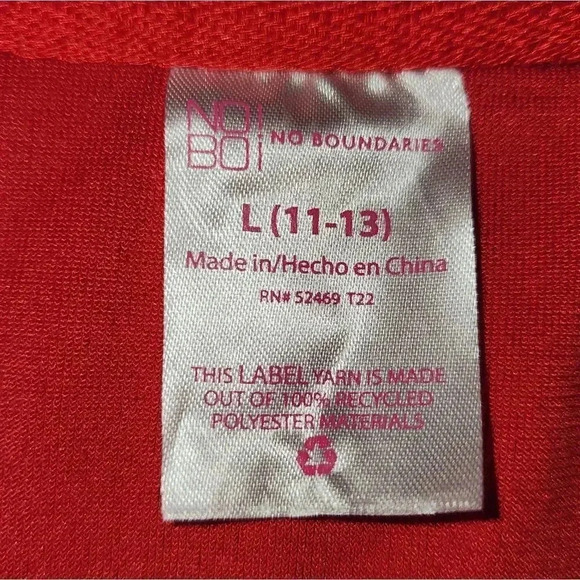 NO
BO
NO BOUNDARIES
L (11-13)
Made in/Hecho en China
RN# 52469 T22
THIS LABEL YARN IS MADE
OUT OF 100% RECYCLED
POLYESTER MATERIALS